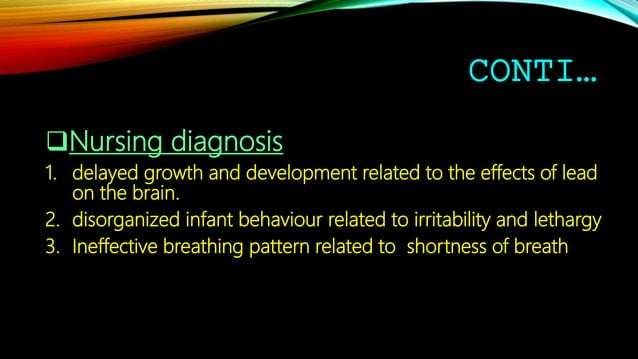 CONTI…
❑Nursing diagnosis
1. delayed growth and development related to the effects of lead
on the brain.
2. disorganized infant behaviour related to irritability and lethargy
3. Ineffective breathing pattern related to shortness of breath